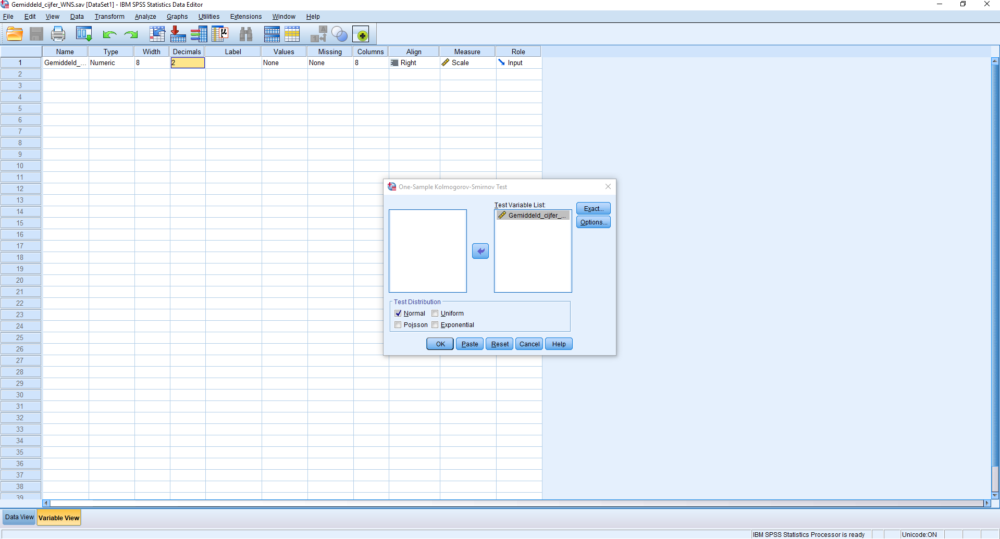 Gemiddeld_cijfer_WNS.sav [DataSet1] - IBM SPSS Statistics Data Editor
File Edit View Data Transform Analyze Graphs Utilities Extensions Window Help
Name Type Width Decimals Label Values Missing Columns Align Measure Role
1 Gemiddeld_... Numeric 8 2 None None 8 Right Scale Input
2
3
4
5
6
7
8
9
10
11
12
13
14
15
16
17
18
19
20
21
22
23
24
25
26
27
28
29
30
31
32
33
34
35
36
37
38
39
One-Sample Kolmogorov-Smirnov Test
Test Variable List:
Gemiddeld_cijfer_...
Exact...
Options...
Test Distribution
Normal Uniform
Poisson Exponential
OK Paste Reset Cancel Help
Data View Variable View
IBM SPSS Statistics Processor is ready Unicode:ON